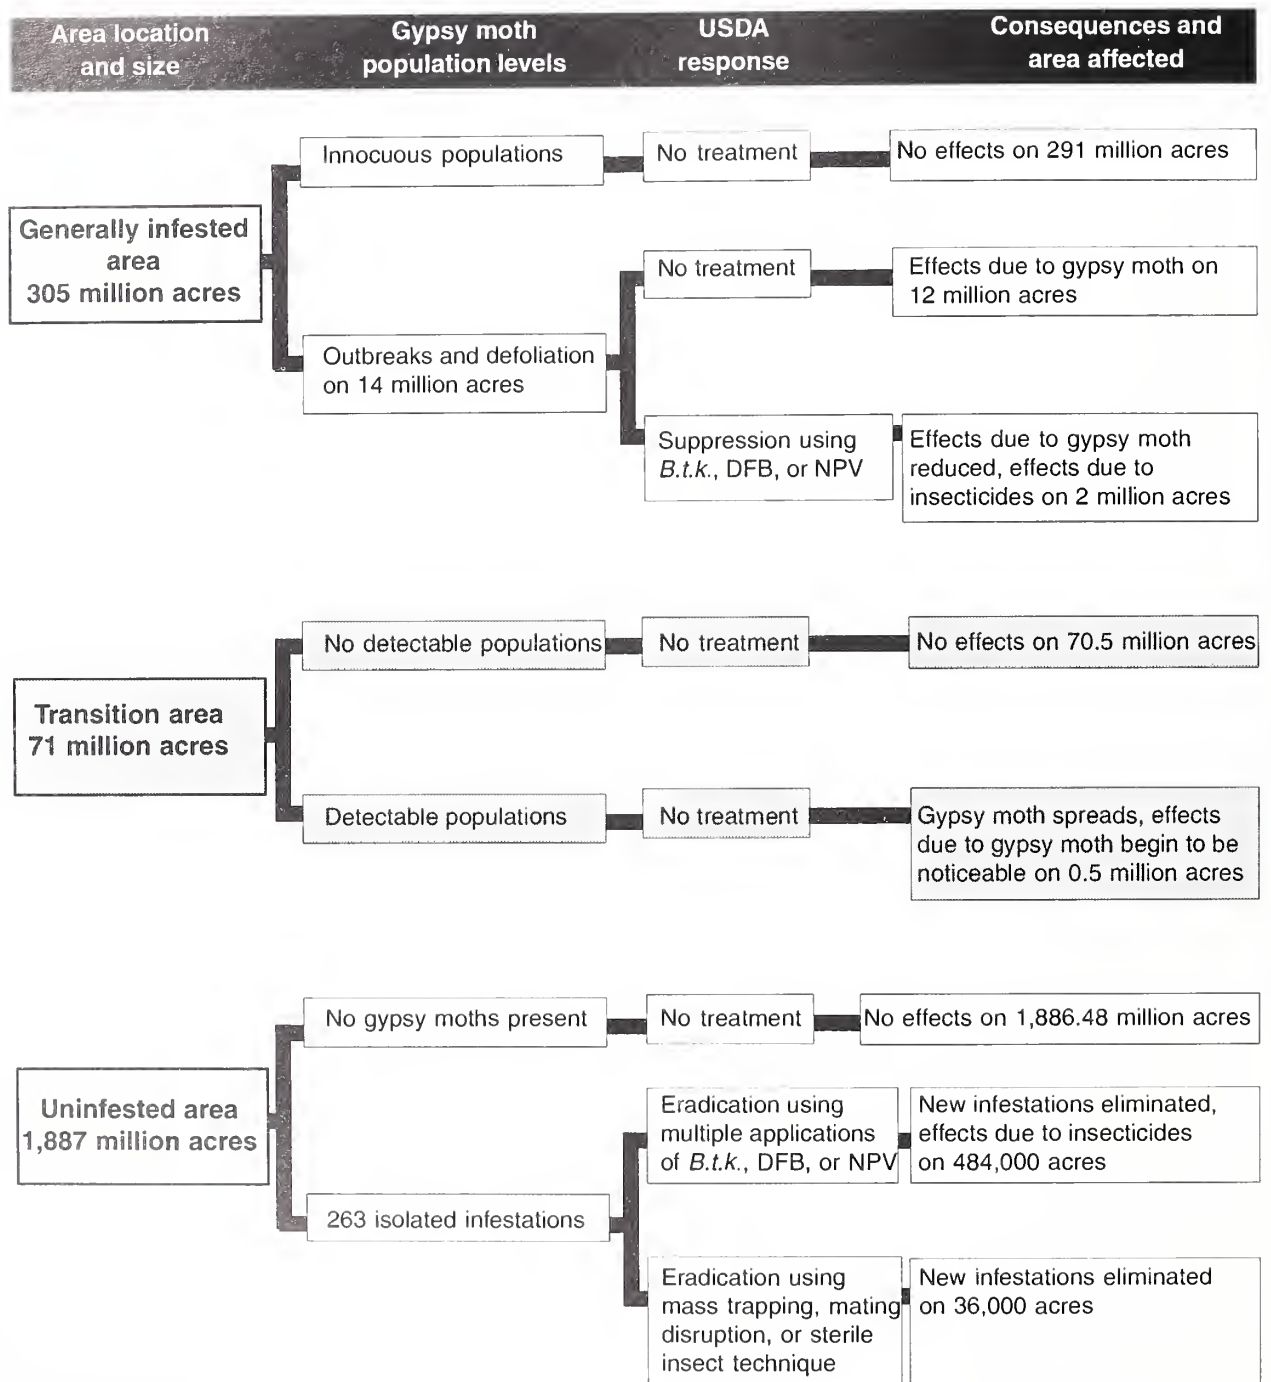 Area location
and size
Gypsy moth
population levels
USDA
response
Consequences and
area affected
Generally infested
area
305 million acres
Innocuous populations
No treatment
No effects on 291 million acres
Outbreaks and defoliation
on 14 million acres
No treatment
Effects due to gypsy moth on
12 million acres
Suppression using
B.t.k., DFB, or NPV
Effects due to gypsy moth
reduced, effects due to
insecticides on 2 million acres
Transition area
71 million acres
No detectable populations
No treatment
No effects on 70.5 million acres
Detectable populations
No treatment
Gypsy moth spreads, effects
due to gypsy moth begin to be
noticeable on 0.5 million acres
Uninfested area
1,887 million acres
No gypsy moths present
No treatment
No effects on 1,886.48 million acres
263 isolated infestations
Eradication using
multiple applications
of B.t.k., DFB, or NPV
New infestations eliminated,
effects due to insecticides
on 484,000 acres
Eradication using
mass trapping, mating
disruption, or sterile
insect technique
New infestations eliminated
on 36,000 acres